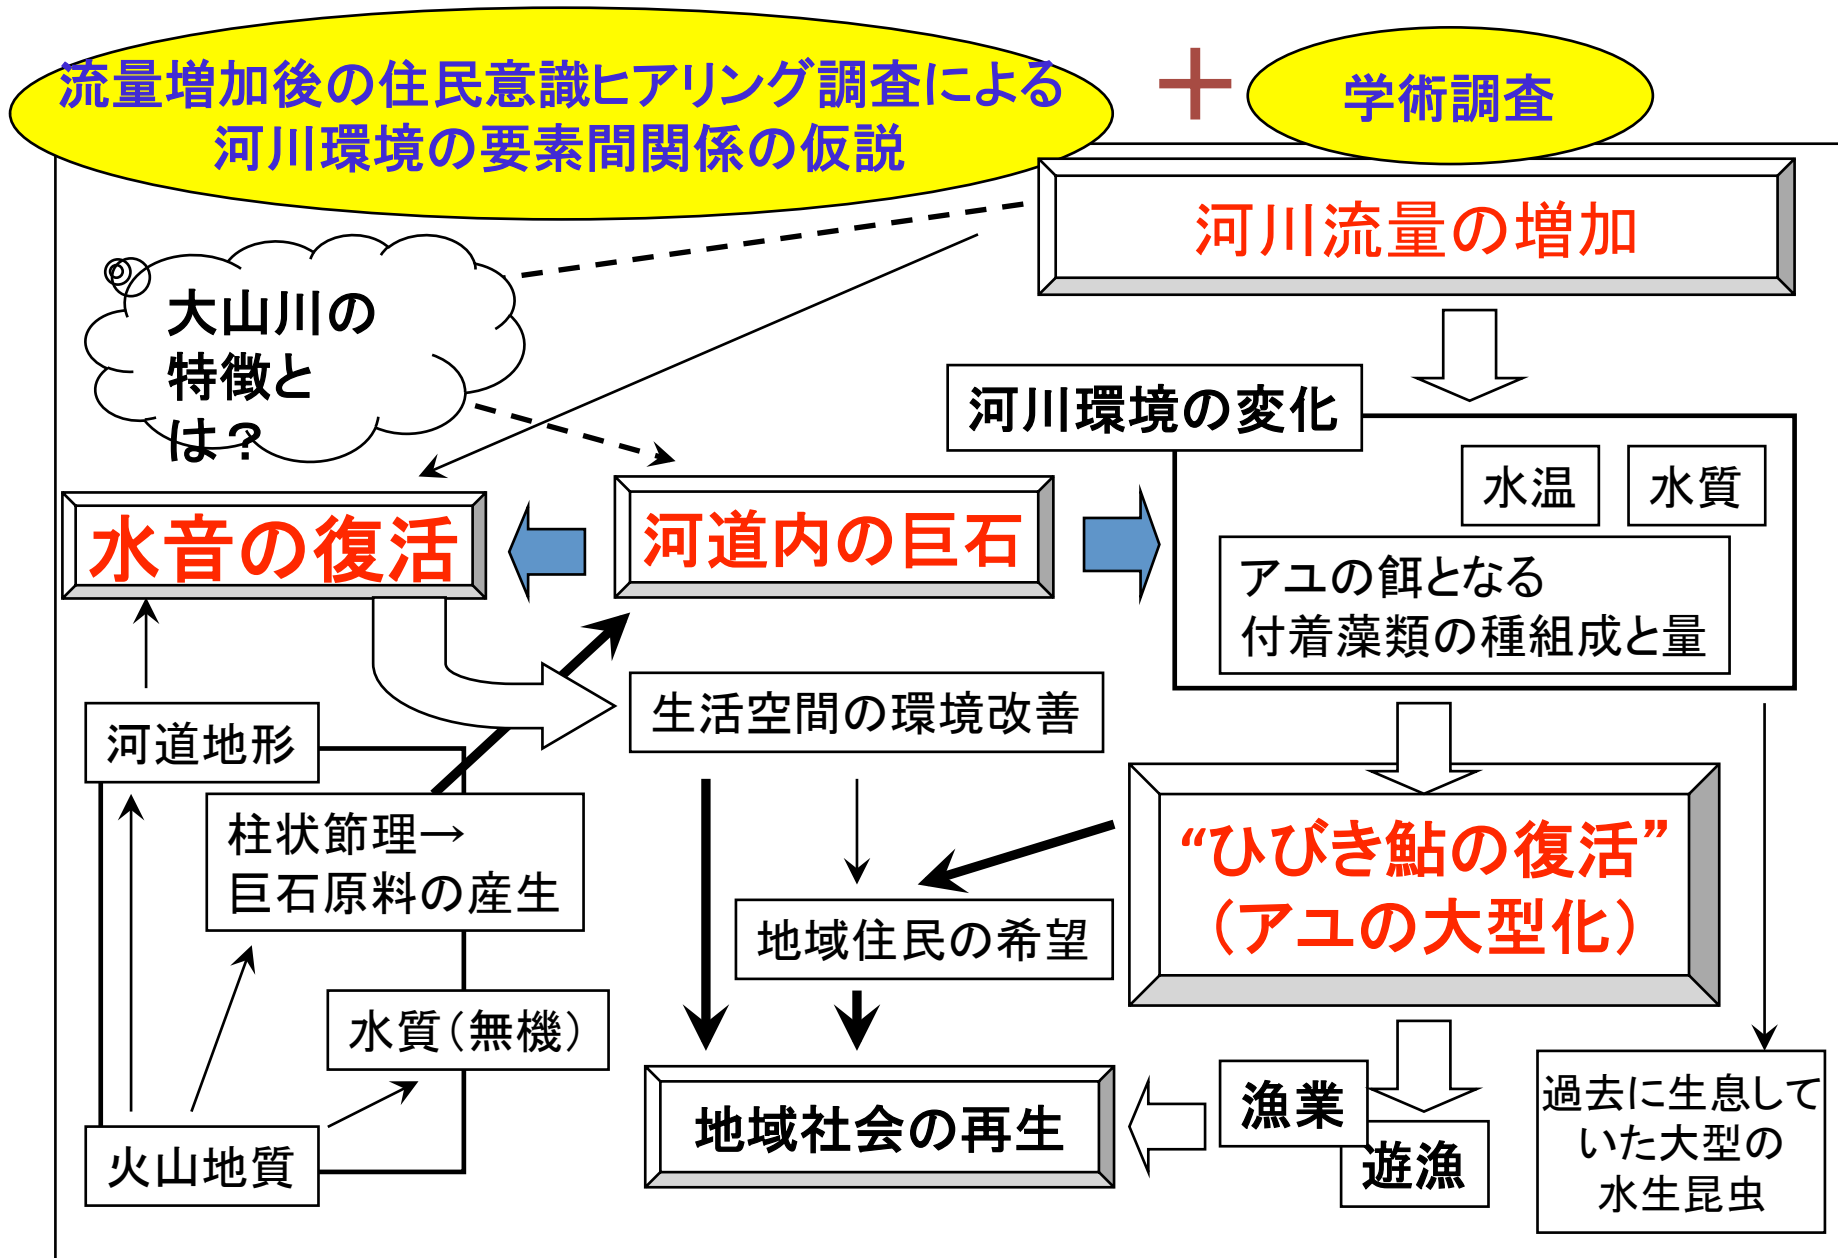 流量増加後の住民意識ヒアリング調査による
河川環境の要素間関係の仮説
＋
学術調査
河川流量の増加
大山川の
特徴と
は？
河川環境の変化
水温
水質
アユの餌となる
付着藻類の種組成と量
水音の復活
河道内の巨石
生活空間の環境改善
河道地形
柱状節理→
巨石原料の産生
“ひびき鮎の復活”
（アユの大型化）
地域住民の希望
水質（無機）
火山地質
地域社会の再生
漁業
遊漁
過去に生息して
いた大型の
水生昆虫